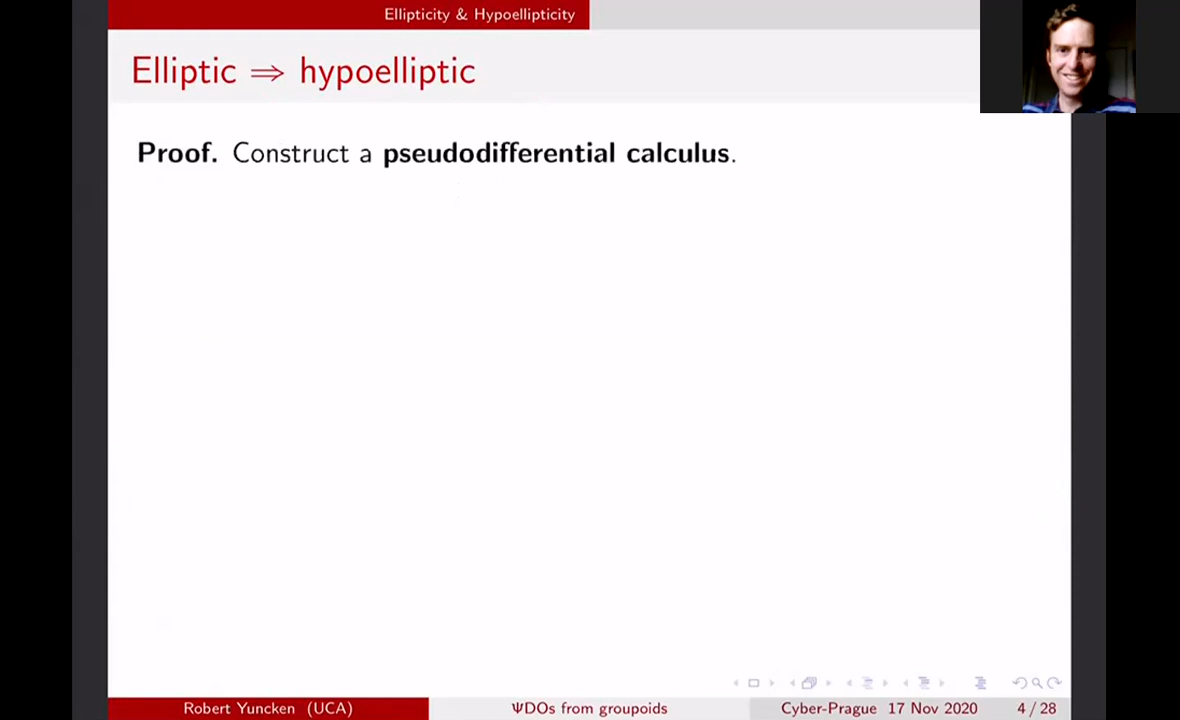 Ellipticity & Hypoellipticity
Elliptic ⇒ hypoelliptic
Proof. Construct a pseudodifferential calculus.
Robert Yuncken (UCA) ΨDOs from groupoids Cyber-Prague 17 Nov 2020 4 / 28